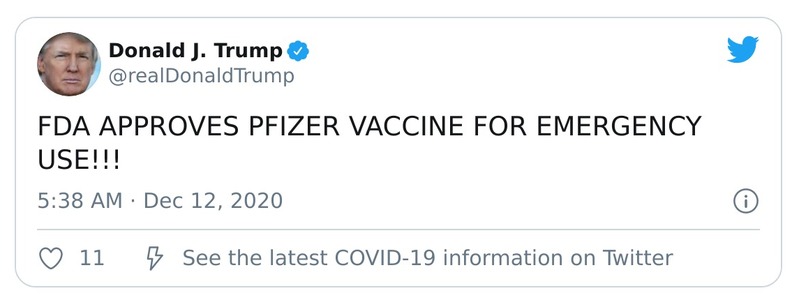 Donald J. Trump
@realDonaldTrump
FDA APPROVES PFIZER VACCINE FOR EMERGENCY
USE!!!
5:38 AM · Dec 12, 2020
11 See the latest COVID-19 information on Twitter